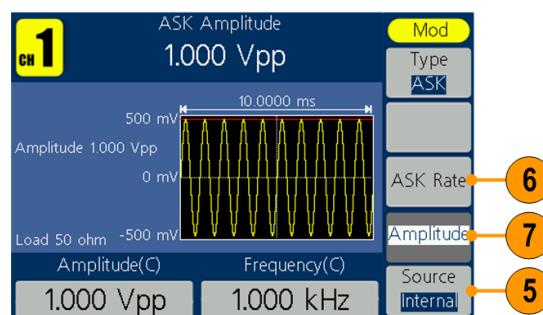 CH 1
ASK Amplitude
1.000 Vpp
10.0000 ms
500 mV
Amplitude 1.000 Vpp
0 mV
-500 mV
Load 50 ohm
Amplitude(C)
Frequency(C)
1.000 Vpp
1.000 kHz
Mod
Type
ASK
ASK Rate
6
Amplitude
7
Source
Internal
5